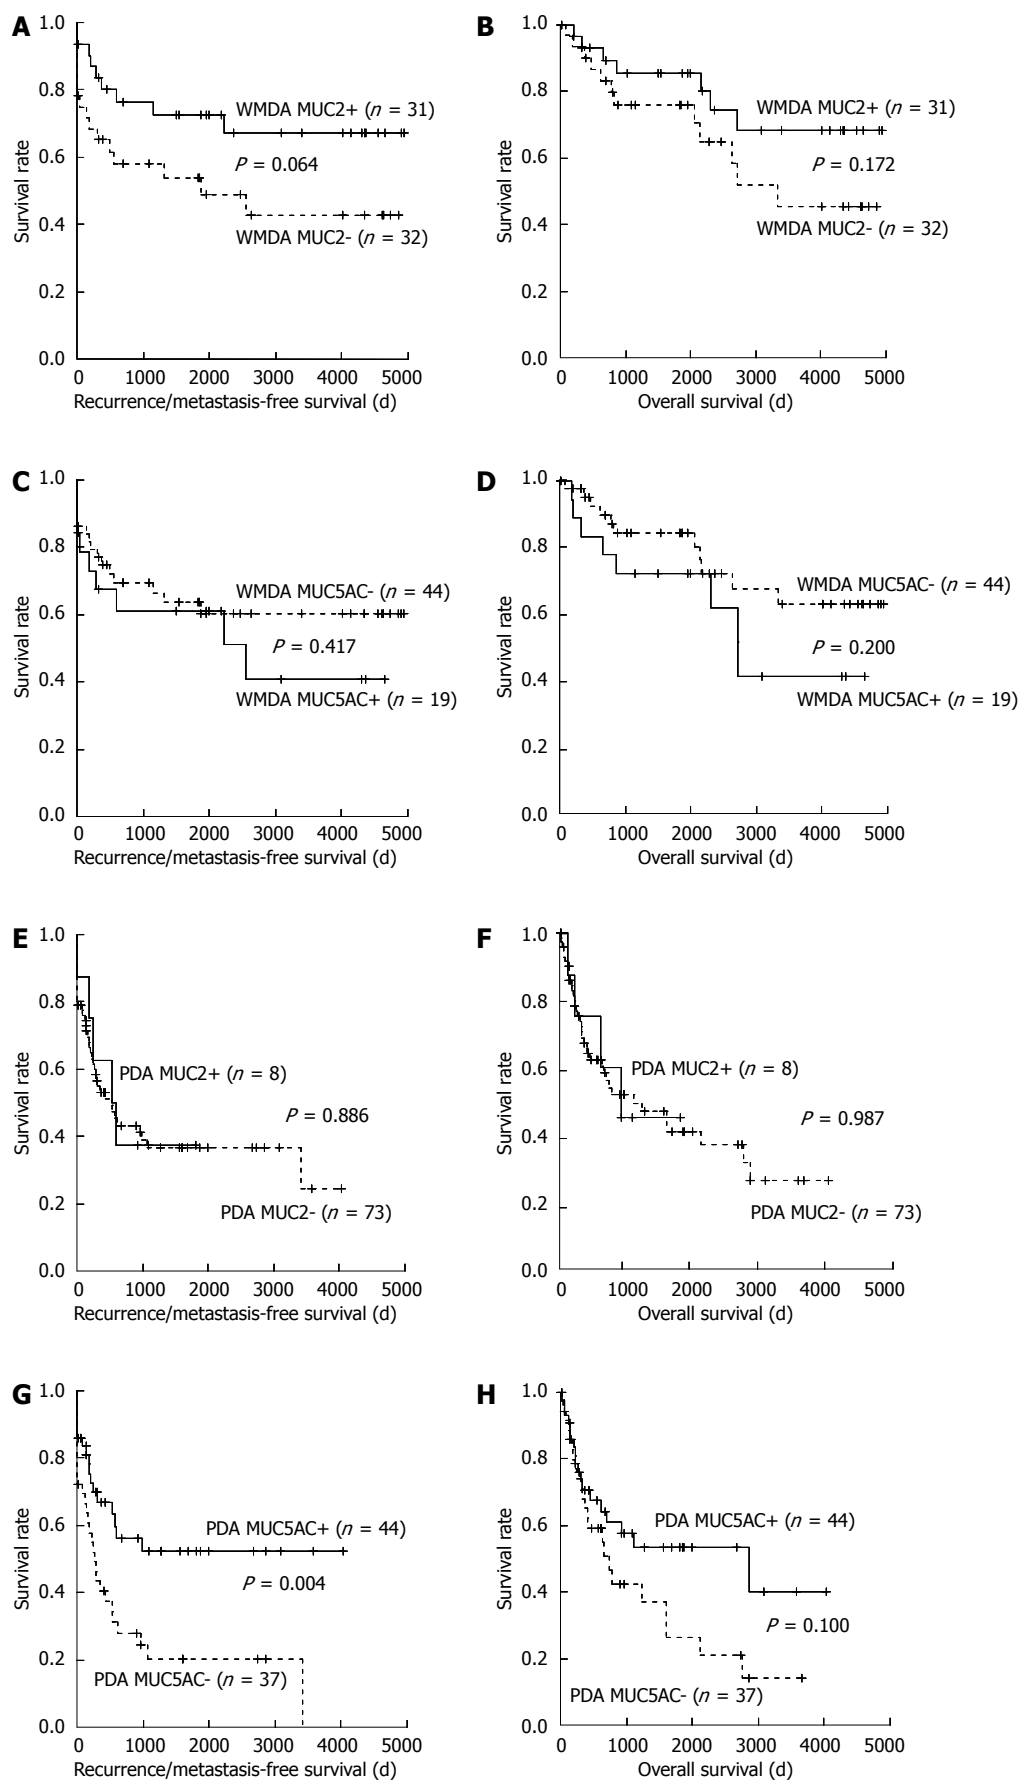 A
1.0
0.8
0.6
0.4
0.2
0.0
Survival rate
WMDA MUC2+ (n = 31)
P = 0.064
WMDA MUC2- (n = 32)
0 1000 2000 3000 4000 5000
Recurrence/metastasis-free survival (d)
B
1.0
0.8
0.6
0.4
0.2
0.0
Survival rate
WMDA MUC2+ (n = 31)
P = 0.172
WMDA MUC2- (n = 32)
0 1000 2000 3000 4000 5000
Overall survival (d)
C
1.0
0.8
0.6
0.4
0.2
0.0
Survival rate
WMDA MUC5AC- (n = 44)
P = 0.417
WMDA MUC5AC+ (n = 19)
0 1000 2000 3000 4000 5000
Recurrence/metastasis-free survival (d)
D
1.0
0.8
0.6
0.4
0.2
0.0
Survival rate
WMDA MUC5AC- (n = 44)
P = 0.200
WMDA MUC5AC+ (n = 19)
0 1000 2000 3000 4000 5000
Overall survival (d)
E
1.0
0.8
0.6
0.4
0.2
0.0
Survival rate
PDA MUC2+ (n = 8)
P = 0.886
PDA MUC2- (n = 73)
0 1000 2000 3000 4000 5000
Recurrence/metastasis-free survival (d)
F
1.0
0.8
0.6
0.4
0.2
0.0
Survival rate
PDA MUC2+ (n = 8)
P = 0.987
PDA MUC2- (n = 73)
0 1000 2000 3000 4000 5000
Overall survival (d)
G
1.0
0.8
0.6
0.4
0.2
0.0
Survival rate
PDA MUC5AC+ (n = 44)
P = 0.004
PDA MUC5AC- (n = 37)
0 1000 2000 3000 4000 5000
Recurrence/metastasis-free survival (d)
H
1.0
0.8
0.6
0.4
0.2
0.0
Survival rate
PDA MUC5AC+ (n = 44)
P = 0.100
PDA MUC5AC- (n = 37)
0 1000 2000 3000 4000 5000
Overall survival (d)